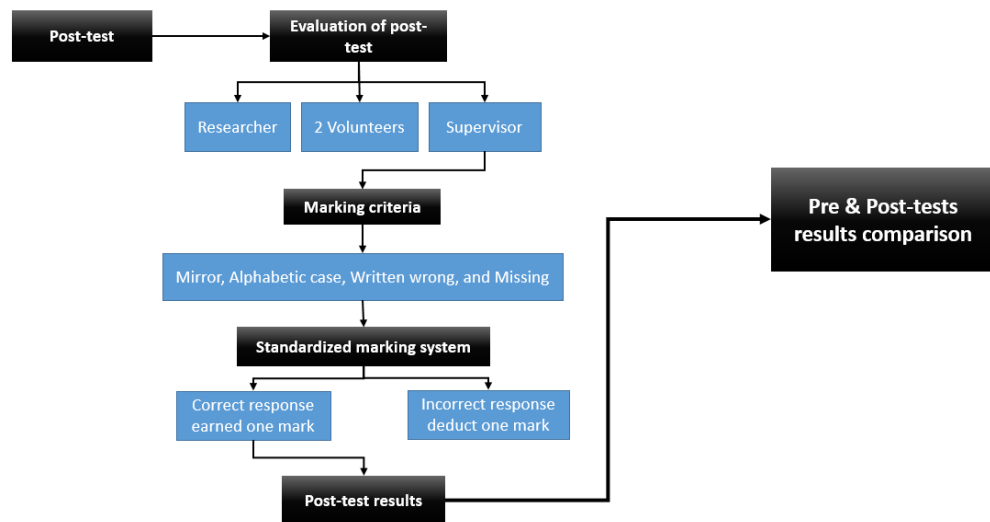 Post-test
Evaluation of post-
test
Researcher
2 Volunteers
Supervisor
Marking criteria
Pre & Post-tests
results comparison
Mirror, Alphabetic case, Written wrong, and Missing
Standardized marking system
Correct response
earned one mark
Incorrect response
deduct one mark
Post-test results